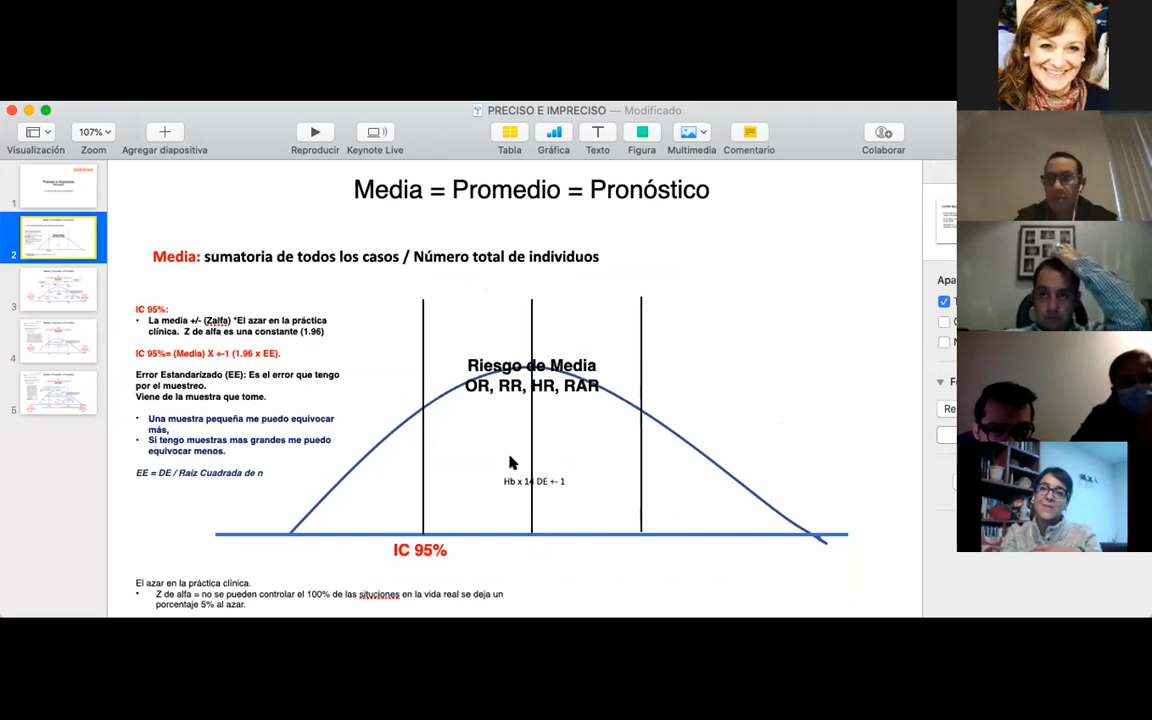 PRECISO E IMPRECISO — Modificado
107%
Visualización
Zoom
Agregar diapositiva
Reproducir
Keynote Live
Tabla
Gráfica
Texto
Figura
Multimedia
Comentario
Colaborar
1
2
3
4
5
Media = Promedio = Pronóstico
Media: sumatoria de todos los casos / Número total de individuos
IC 95%:
• La media +/- (Zalfa) *El azar en la práctica
clínica. Z de alfa es una constante (1.96)
IC 95%= (Media) X +-1 (1.96 x EE).
Error Estandarizado (EE): Es el error que tengo
por el muestreo.
Viene de la muestra que tome.
• Una muestra pequeña me puedo equivocar
más,
• Si tengo muestras mas grandes me puedo
equivocar menos.
EE = DE / Raíz Cuadrada de n
Riesgo de Media
OR, RR, HR, RAR
Hb x 14 DE +- 1
IC 95%
El azar en la práctica clínica.
• Z de alfa = no se pueden controlar el 100% de las situciones en la vida real se deja un
porcentaje 5% al azar.
Apa
T
Re